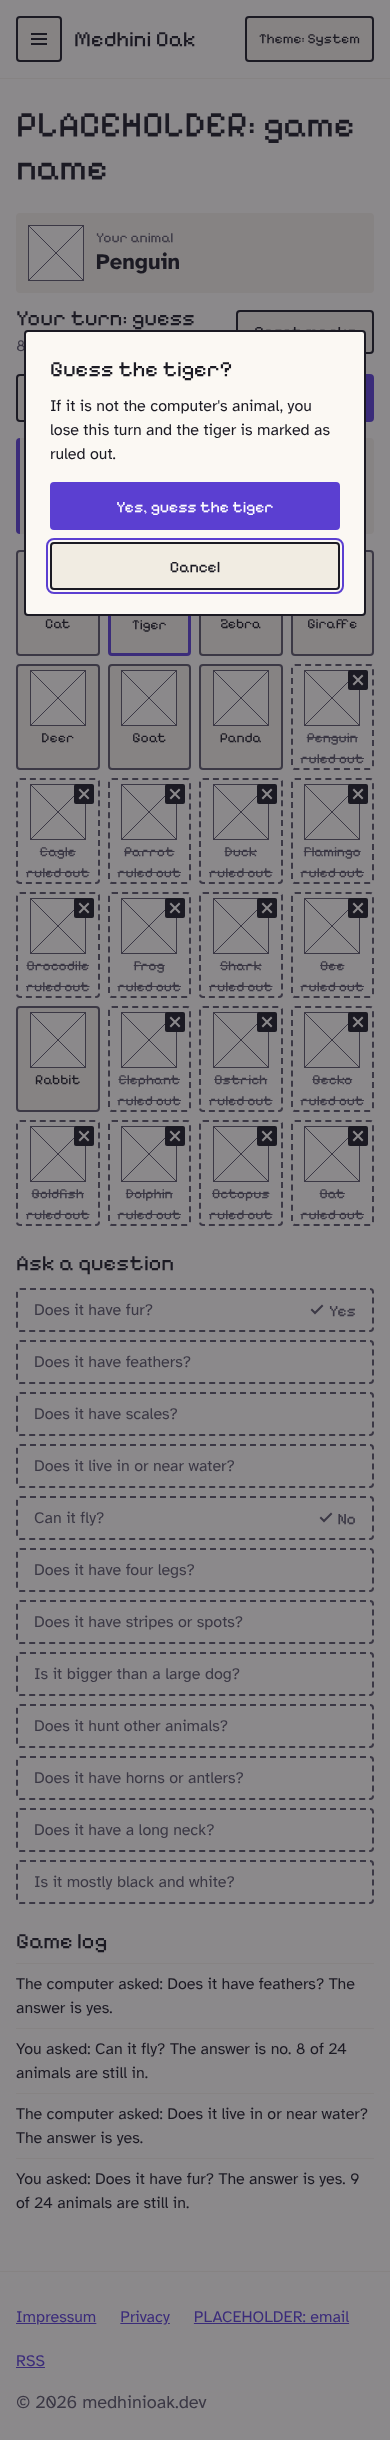 Medhini Oak
Theme: System
PLACEHOLDER: game
name
Your animal
Penguin
Your turn: guess
8
Guess the tiger?
If it is not the computer's animal, you
lose this turn and the tiger is marked as
ruled out.
Yes, guess the tiger
Cancel
Cat Tiger Zebra Giraffe
Deer Goat Panda Penguin
ruled out
Eagle Parrot Duck Flamingo
ruled out ruled out ruled out ruled out
Crocodile Frog Shark Bee
ruled out ruled out ruled out ruled out
Rabbit Elephant Ostrich Gecko
ruled out ruled out ruled out
Goldfish Dolphin Octopus Bat
ruled out ruled out ruled out ruled out
Ask a question
Does it have fur? Yes
Does it have feathers?
Does it have scales?
Does it live in or near water?
Can it fly? No
Does it have four legs?
Does it have stripes or spots?
Is it bigger than a large dog?
Does it hunt other animals?
Does it have horns or antlers?
Does it have a long neck?
Is it mostly black and white?
Game log
The computer asked: Does it have feathers? The
answer is yes.
You asked: Can it fly? The answer is no. 8 of 24
animals are still in.
The computer asked: Does it live in or near water?
The answer is yes.
You asked: Does it have fur? The answer is yes. 9
of 24 animals are still in.
Impressum Privacy PLACEHOLDER: email
RSS
© 2026 medhinioak.dev